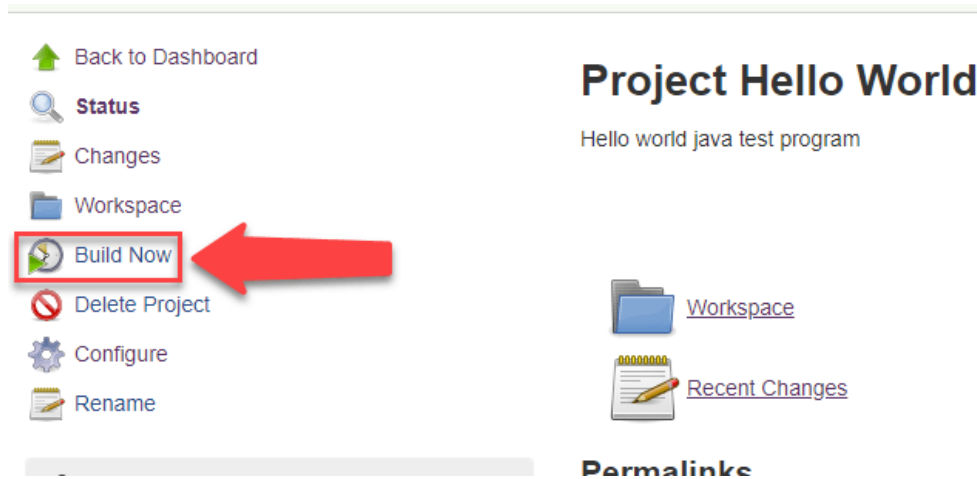 Back to Dashboard
Status
Changes
Workspace
Build Now
Delete Project
Configure
Rename
Project Hello World
Hello world java test program
Workspace
Recent Changes
Permalinks